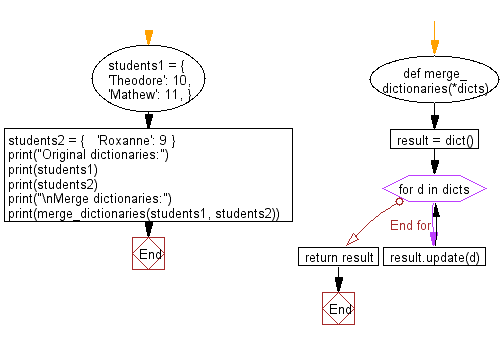 students1 = {
'Theodore': 10,
'Mathew': 11, }
students2 = {   'Roxanne': 9 }
print("Original dictionaries:")
print(students1)
print(students2)
print("\nMerge dictionaries:")
print(merge_dictionaries(students1, students2))
End
def merge_
dictionaries(*dicts)
result = dict()
for d in dicts
End for
return result
result.update(d)
End